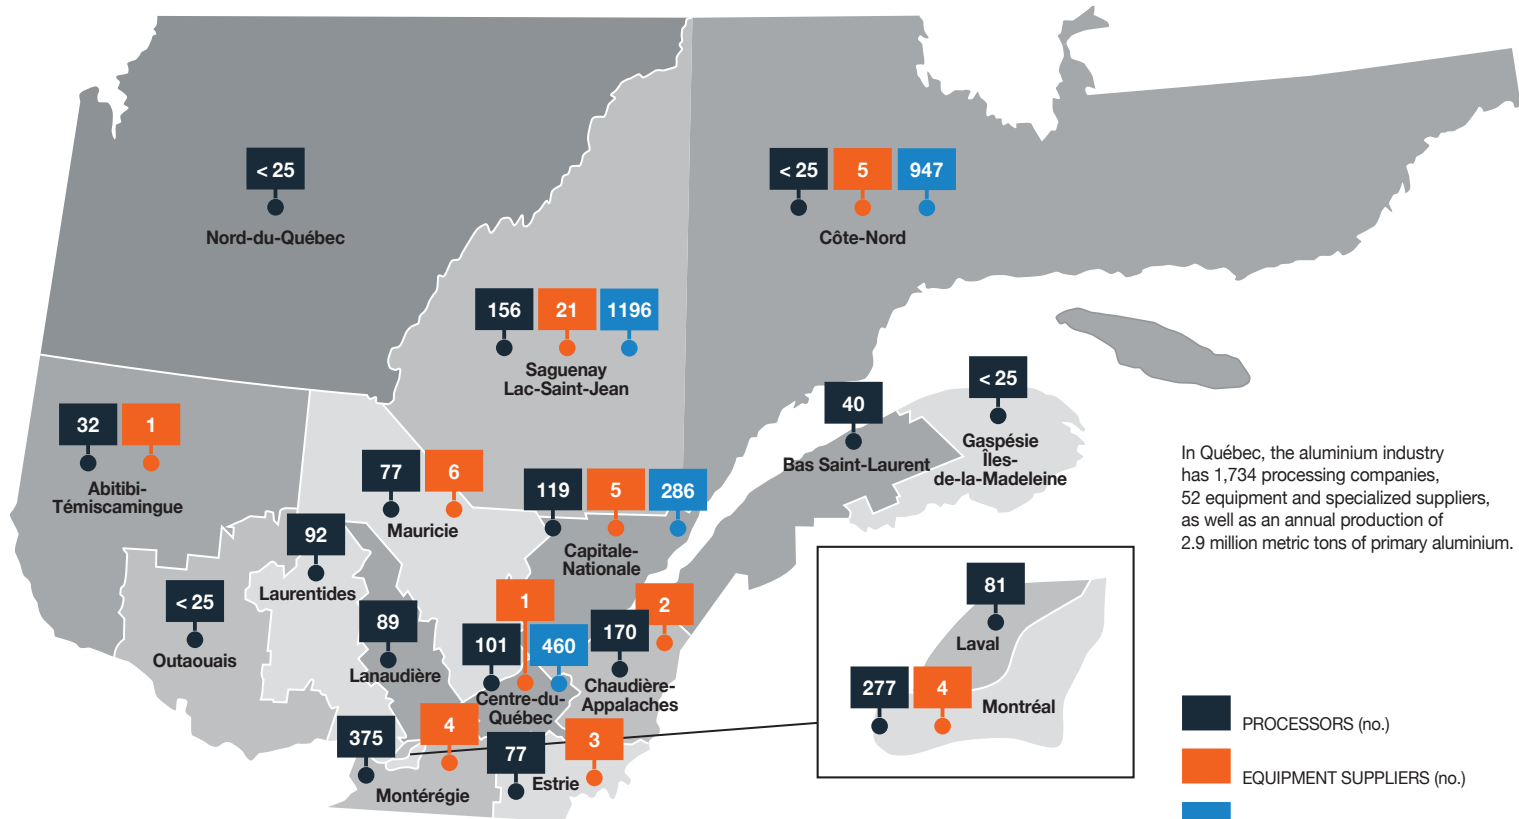 < 25
Nord-du-Québec
< 25 5 947
Côte-Nord
156 21 1196
Saguenay
Lac-Saint-Jean
< 25
Gaspésie
Îles-
de-la-Madeleine
40
Bas Saint-Laurent
32 1
Abitibi-
Témiscamingue
77 6
Mauricie
119 5 286
Capitale-
Nationale
92
Laurentides
< 25
Outaouais
89
Lanaudière
1
101 460
Centre-du-
Québec
2
170
Chaudière-
Appalaches
375 4
Montérégie
77 3
Estrie
81
Laval
277 4
Montréal
In Québec, the aluminium industry
has 1,734 processing companies,
52 equipment and specialized suppliers,
as well as an annual production of
2.9 million metric tons of primary aluminium.
PROCESSORS (no.)
EQUIPMENT SUPPLIERS (no.)